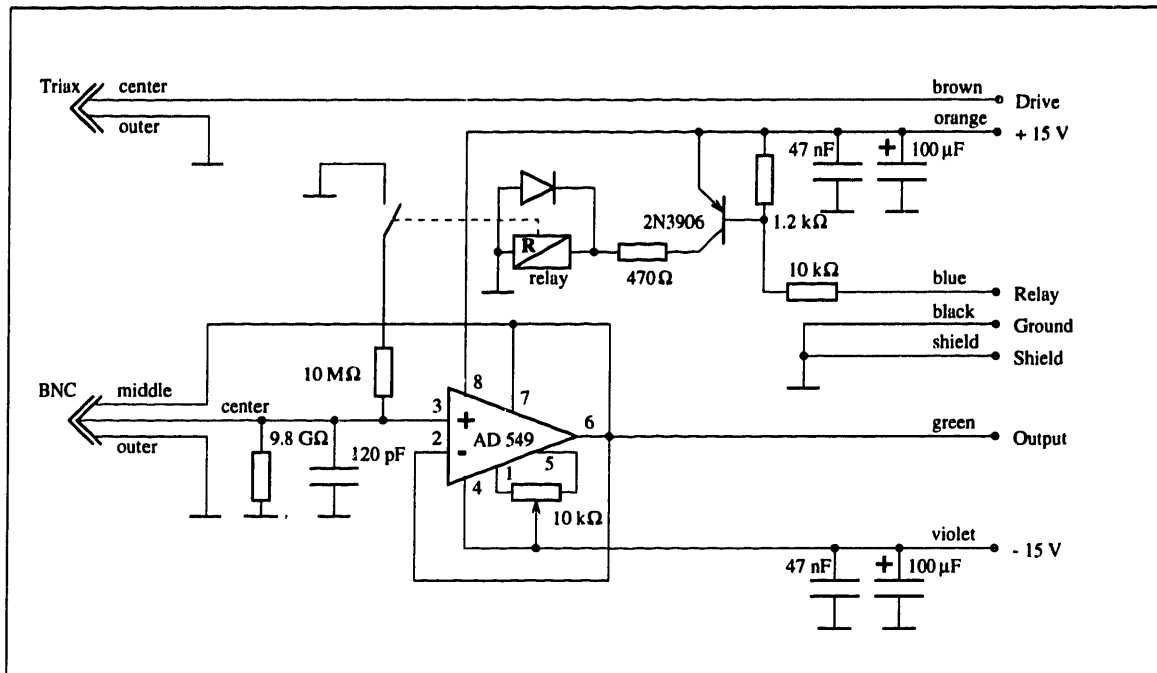 Triax
center
brown
Drive
outer
orange
+ 15 V
47 nF
+
100 µF
2N3906
1.2 kΩ
R
relay
470Ω
10 kΩ
blue
Relay
black
Ground
shield
Shield
10 MΩ
8
7
BNC
middle
center
3
+
6
green
Output
outer
9.8 GΩ
120 pF
2
-
AD 549
5
1
4
10 kΩ
violet
- 15 V
47 nF
+
100 µF